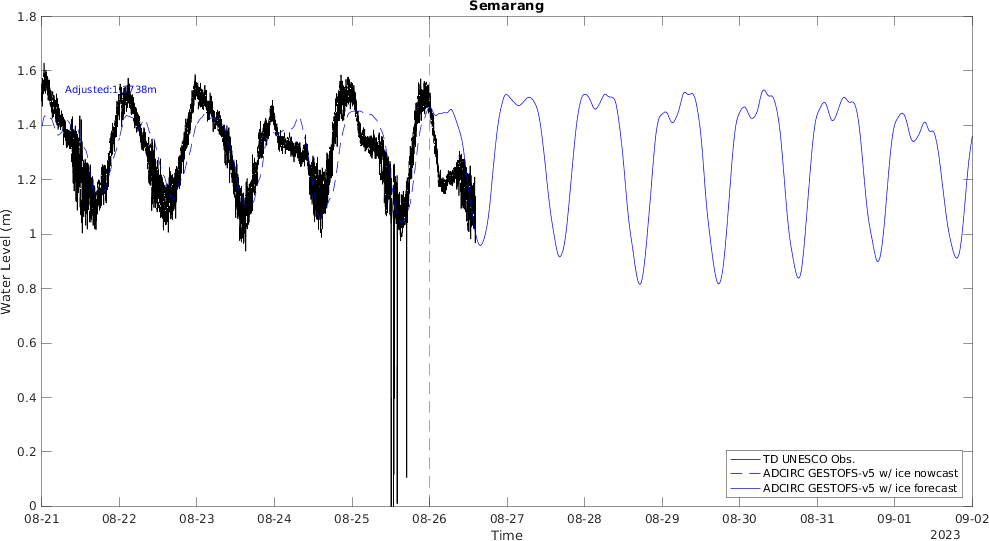 Semarang
1.8
1.6
1.4
1.2
1
0.8
0.6
0.4
0.2
0
Water Level (m)
TD UNESCO Obs.
ADCIRC GESTOFS-v5 w/ ice nowcast
ADCIRC GESTOFS-v5 w/ ice forecast
08-21 08-22 08-23 08-24 08-25 08-26 08-27 08-28 08-29 08-30 08-31 09-01 09-02
Time
2023